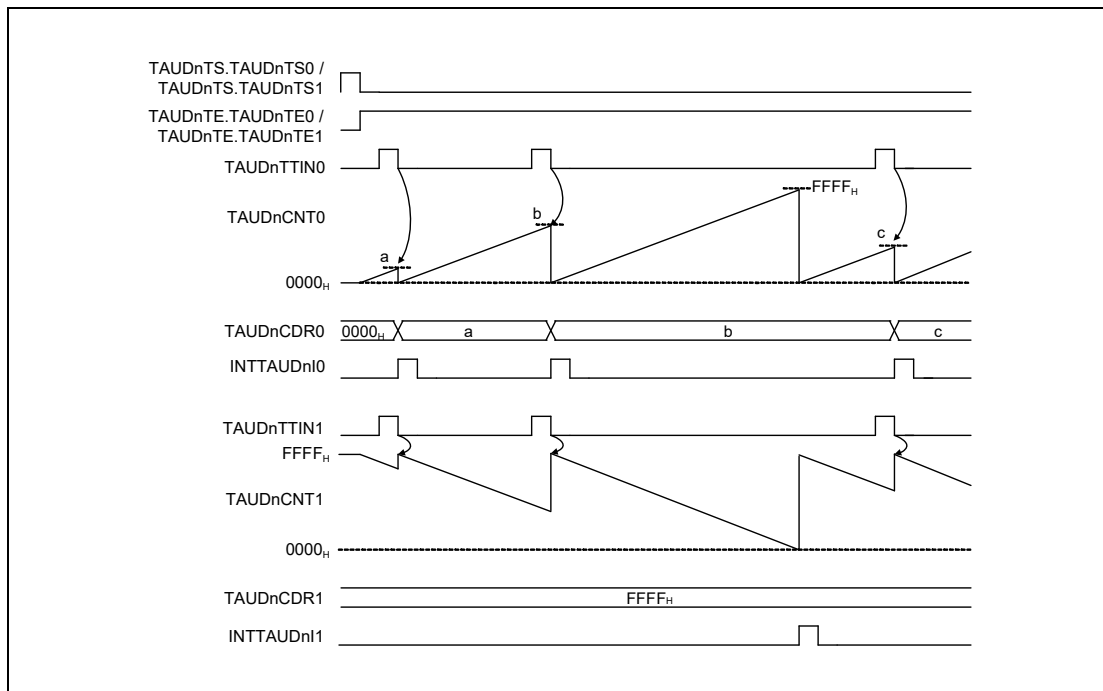 TAUDnTS.TAUDnTS0 /
TAUDnTS.TAUDnTS1
TAUDnTE.TAUDnTE0 /
TAUDnTE.TAUDnTE1
TAUDnTTIN0
FFFFH
TAUDnCNT0
b
c
a
0000H
TAUDnCDR0
0000H
a
b
c
INTTAUDnI0
TAUDnTTIN1
FFFFH
TAUDnCNT1
0000H
TAUDnCDR1
FFFFH
INTTAUDnI1